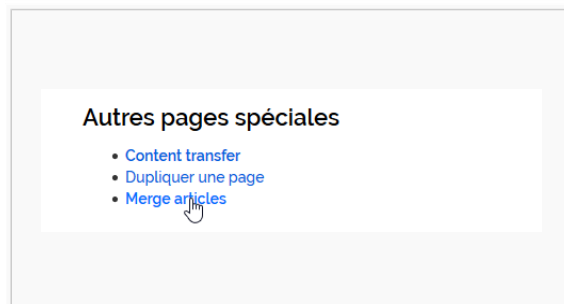 Autres pages spéciales
Content transfer
Dupliquer une page
Merge articles